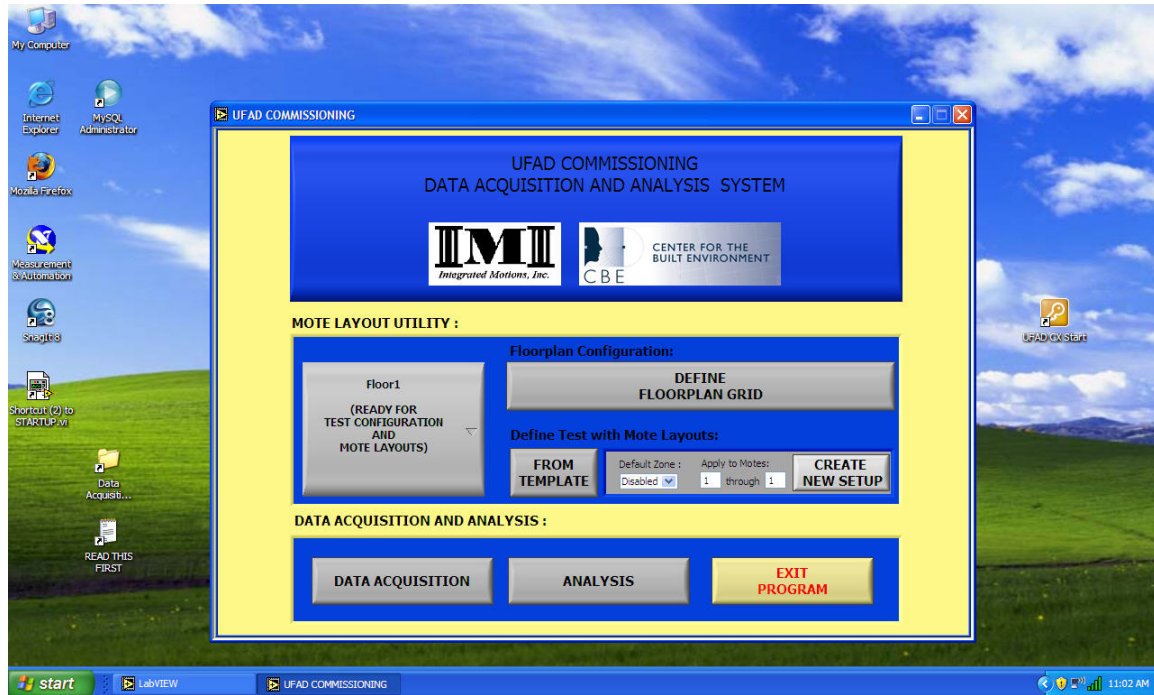 My Computer
Internet
Explorer
MySQL
Administrator
Mozilla Firefox
Measurement
& Automation
SnagIt 8
Shortcut (2) to
STARTUP.vi
Data
Acquisiti...
READ THIS
FIRST
UFAD CX Start
UFAD COMMISSIONING
UFAD COMMISSIONING
DATA ACQUISITION AND ANALYSIS SYSTEM
IMI
Integrated Motions, Inc.
CBE
CENTER FOR THE
BUILT ENVIRONMENT
MOTE LAYOUT UTILITY :
Floor1
(READY FOR
TEST CONFIGURATION
AND
MOTE LAYOUTS)
Floorplan Configuration:
DEFINE
FLOORPLAN GRID
Define Test with Mote Layouts:
FROM
TEMPLATE
Default Zone :
Disabled
Apply to Motes:
1 through 1
CREATE
NEW SETUP
DATA ACQUISITION AND ANALYSIS :
DATA ACQUISITION
ANALYSIS
EXIT
PROGRAM
start
LabVIEW
UFAD COMMISSIONING
11:02 AM